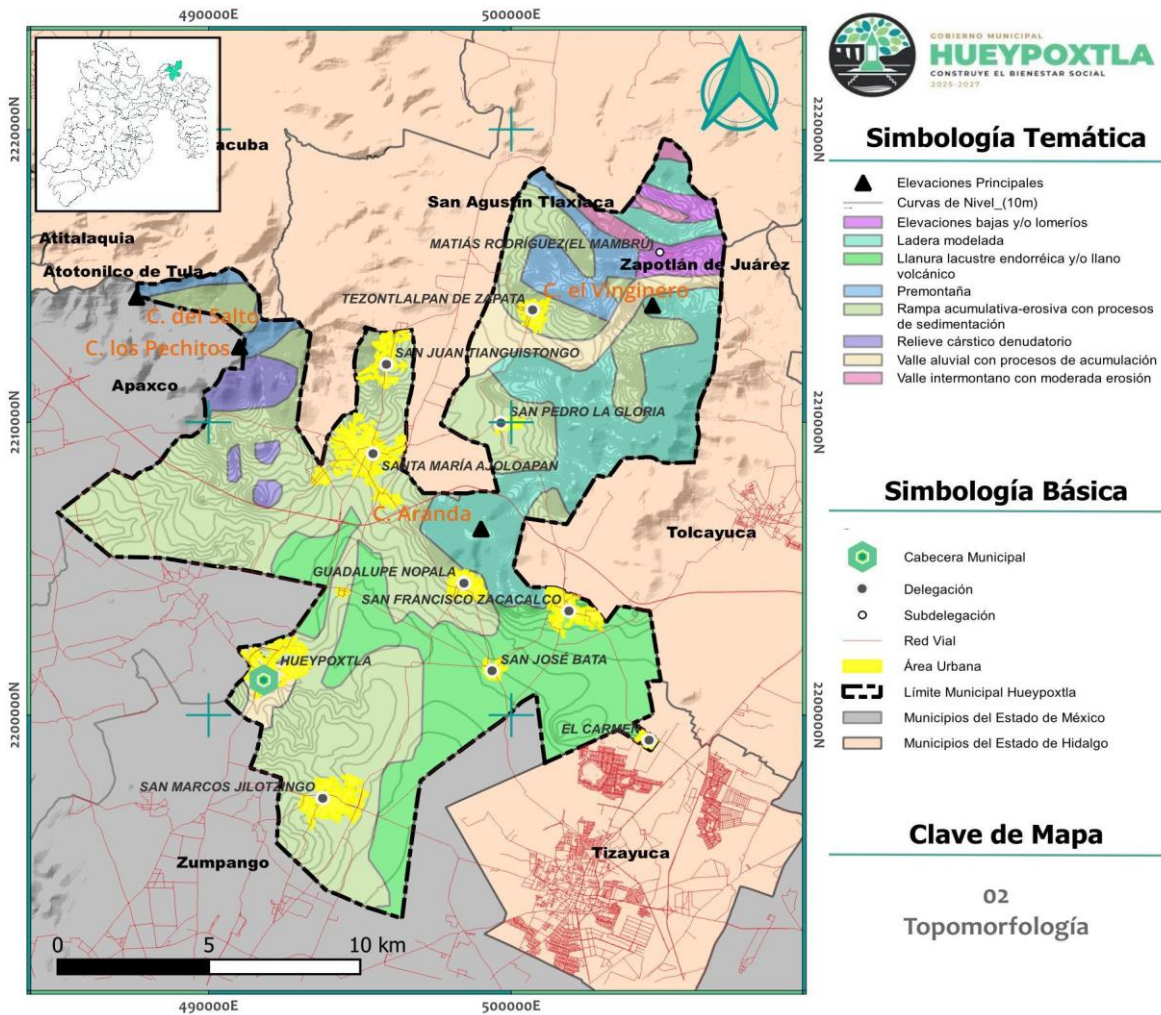 490000E
500000E
2220000N
2220000N
2210000N
2210000N
2200000N
2200000N
acuba
San Agustín Tlaxiaca
MATÍAS RODRÍGUEZ(EL MAMBRÚ)
Atitalaquia
Zapotlán de Juárez
Atotonilco de Tula
TEZONTLALPAN DE ZAPATA
C. el Vinginero
C. del Salto
C. los Pechitos
SAN JUAN TIANGUISTONGO
Apaxco
SAN PEDRO LA GLORIA
SANTA MARÍA AJOLOAPAN
C. Aranda
Tolcayuca
GUADALUPE NOPALA
SAN FRANCISCO ZACACALCO
HUEYPOXTLA
SAN JOSÉ BATA
EL CARMEN
SAN MARCOS JILOTZINGO
Zumpango
Tizayuca
0
5
10 km
490000E
500000E
GOBIERNO MUNICIPAL
HUEYPOXTLA
CONSTRUYE EL BIENESTAR SOCIAL
2025-2027
Simbología Temática
Elevaciones Principales
Curvas de Nivel_(10m)
Elevaciones bajas y/o lomeríos
Ladera modelada
Llanura lacustre endorréica y/o llano
volcánico
Premontaña
Rampa acumulativa-erosiva con procesos
de sedimentación
Relieve cárstico denudatorio
Valle aluvial con procesos de acumulación
Valle intermontano con moderada erosión
Simbología Básica
Cabecera Municipal
Delegación
Subdelegación
Red Vial
Área Urbana
Límite Municipal Hueypoxtla
Municipios del Estado de México
Municipios del Estado de Hidalgo
Clave de Mapa
02
Topomorfología